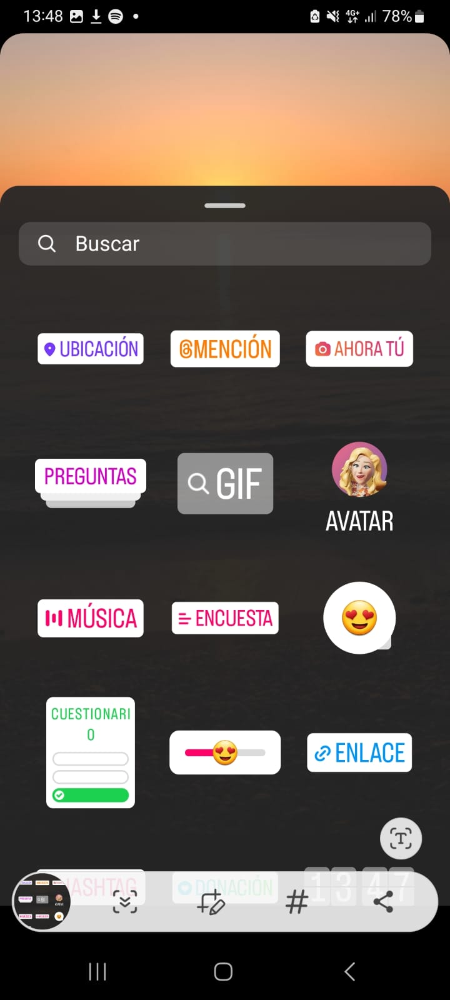 13:48 4G+ 78%
Buscar
UBICACIÓN @MENCIÓN AHORA TÚ
PREGUNTAS GIF
AVATAR
MÚSICA ENCUESTA
CUESTIONARI
O
ENLACE
T
HASHTAG DONACIÓN 13 47
#